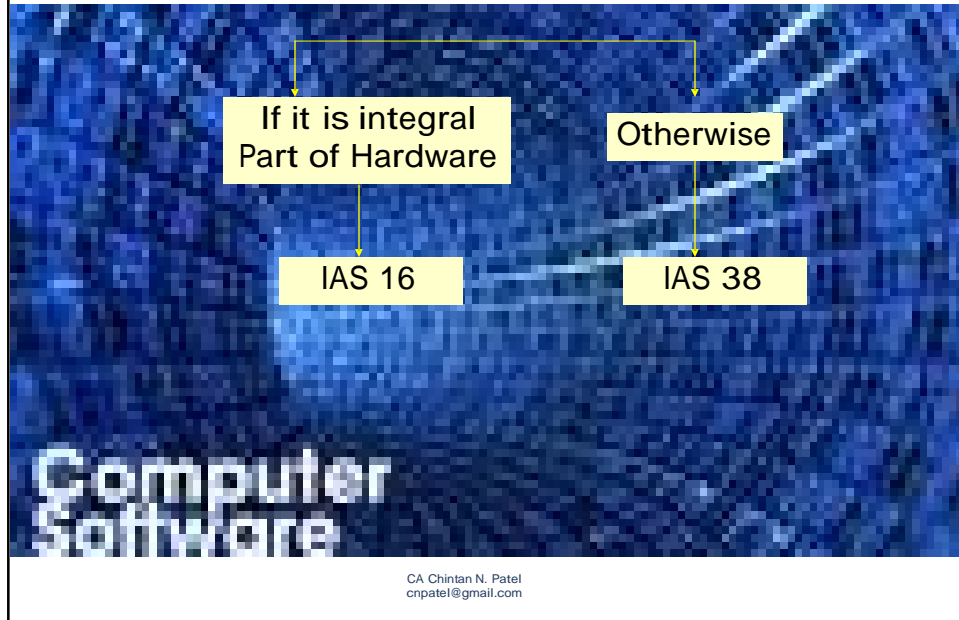 If it is integral
Part of Hardware
Otherwise
IAS 16
IAS 38
Computer
Software
CA Chintan N. Patel
cnpatel@gmail.com